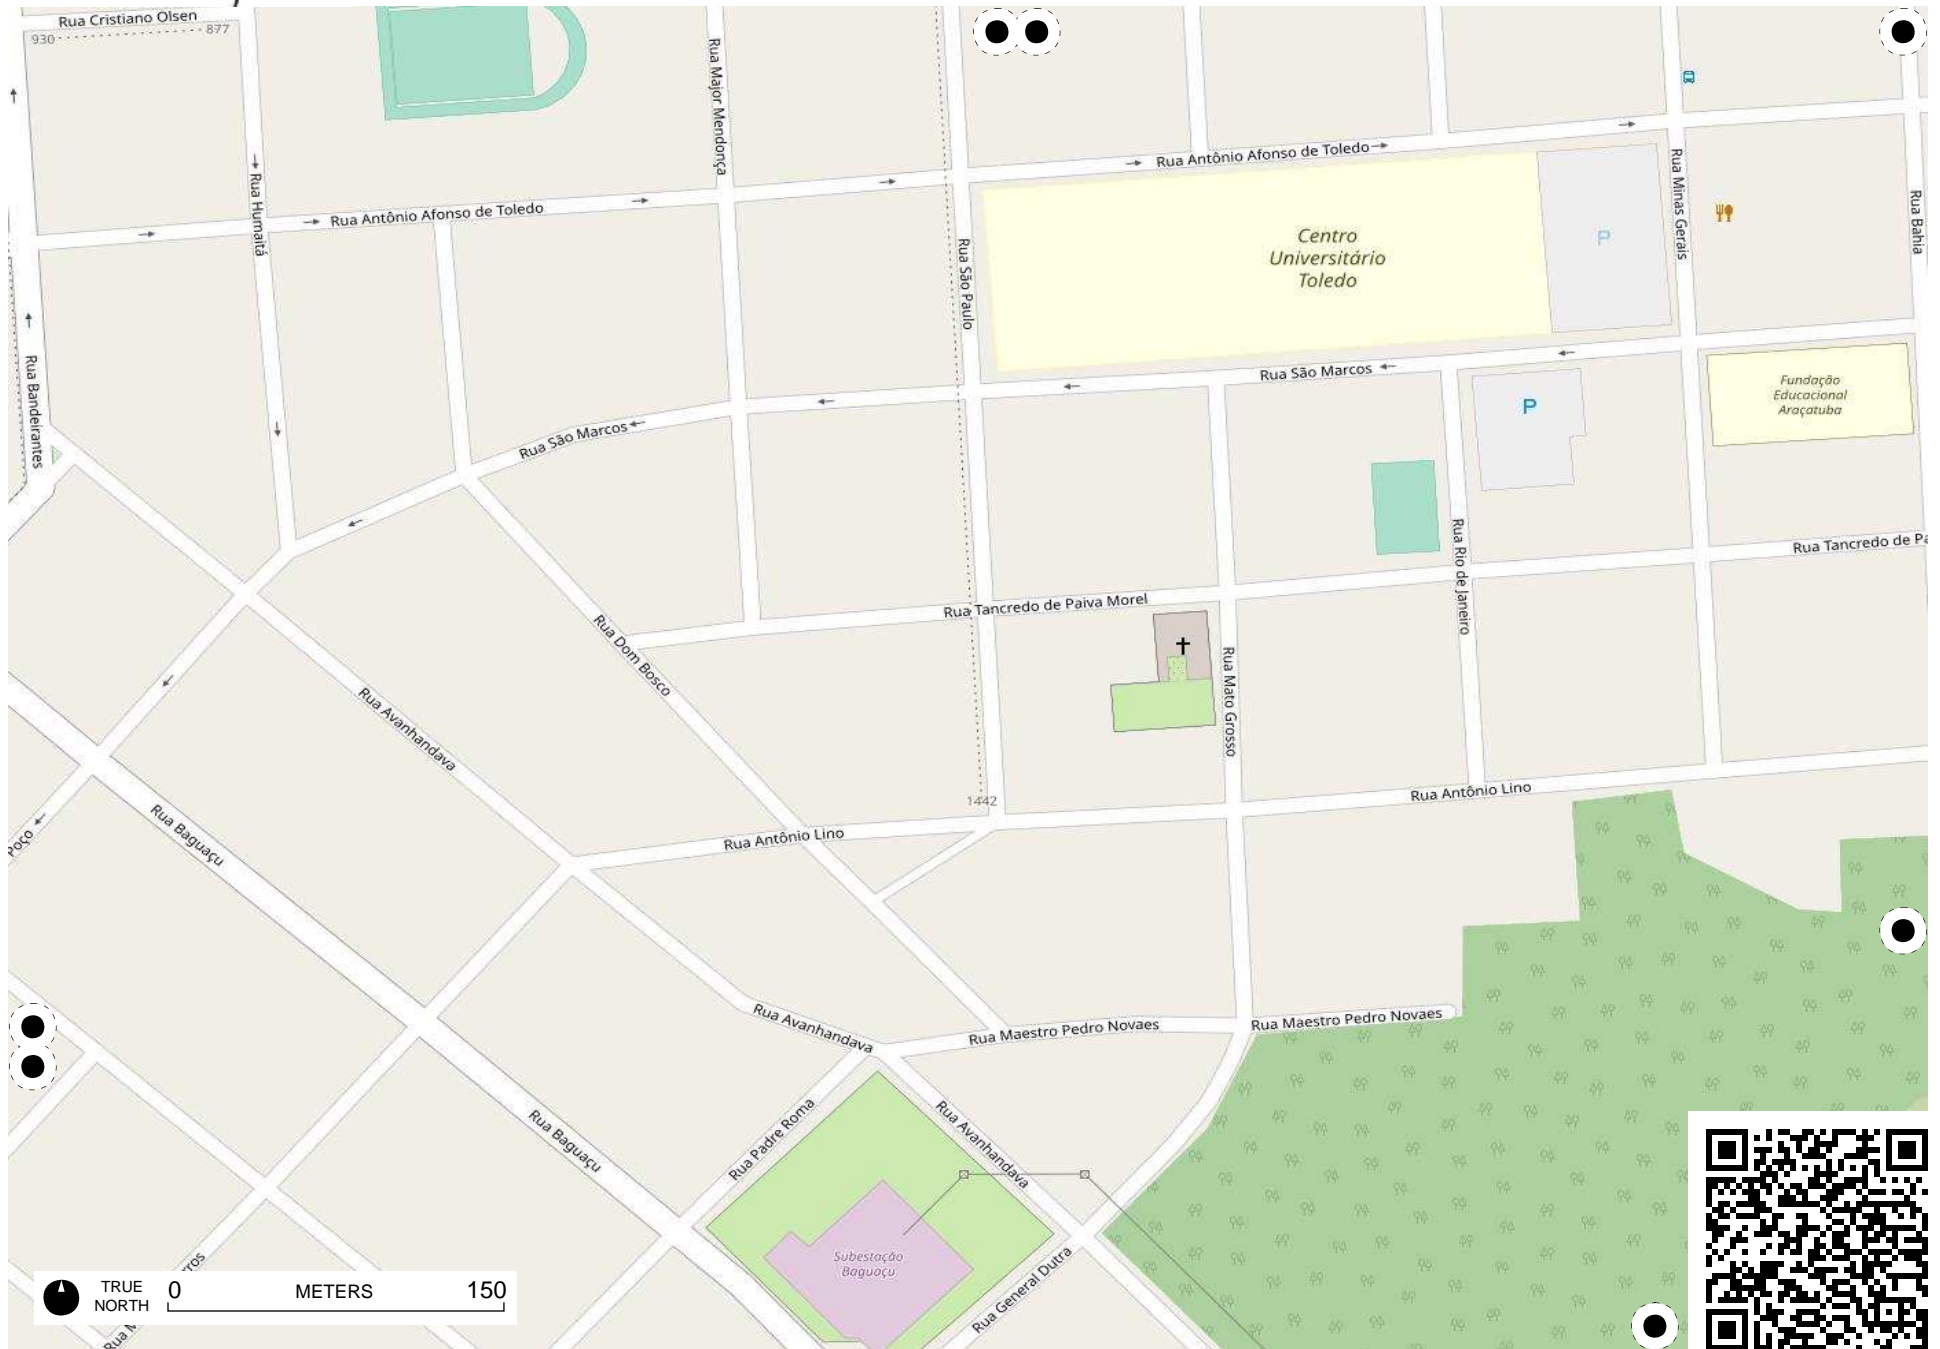 Rua Cristiano Olsen
930
877
Rua Major Mendonça
Rua Antônio Afonso de Toledo
Rua Antônio Afonso de Toledo
Rua Humaitá
Rua Minas Gerais
Rua Bahia
P
Centro
Universitário
Toledo
Rua São Paulo
Rua Bandeirantes
Rua São Marcos
Rua São Marcos
P
Fundação
Educacional
Araçatuba
Rua Tancredo de
Rua Rio de Janeiro
Rua Tancredo de Paiva Morel
Rua Dom Bosco
Rua Mato Grosso
Rua Avanhandava
1442
Rua Antônio Lino
Rua Antônio Lino
Rua Baguaçu
Poço
Rua Avanhandava
Rua Maestro Pedro Novaes
Rua Maestro Pedro Novaes
Rua Padre Roma
Rua Avanhandava
Rua Baguaçu
Subestação
Baguaçu
Rua General Dutra
Rua
TRUE
NORTH
0 METERS 150